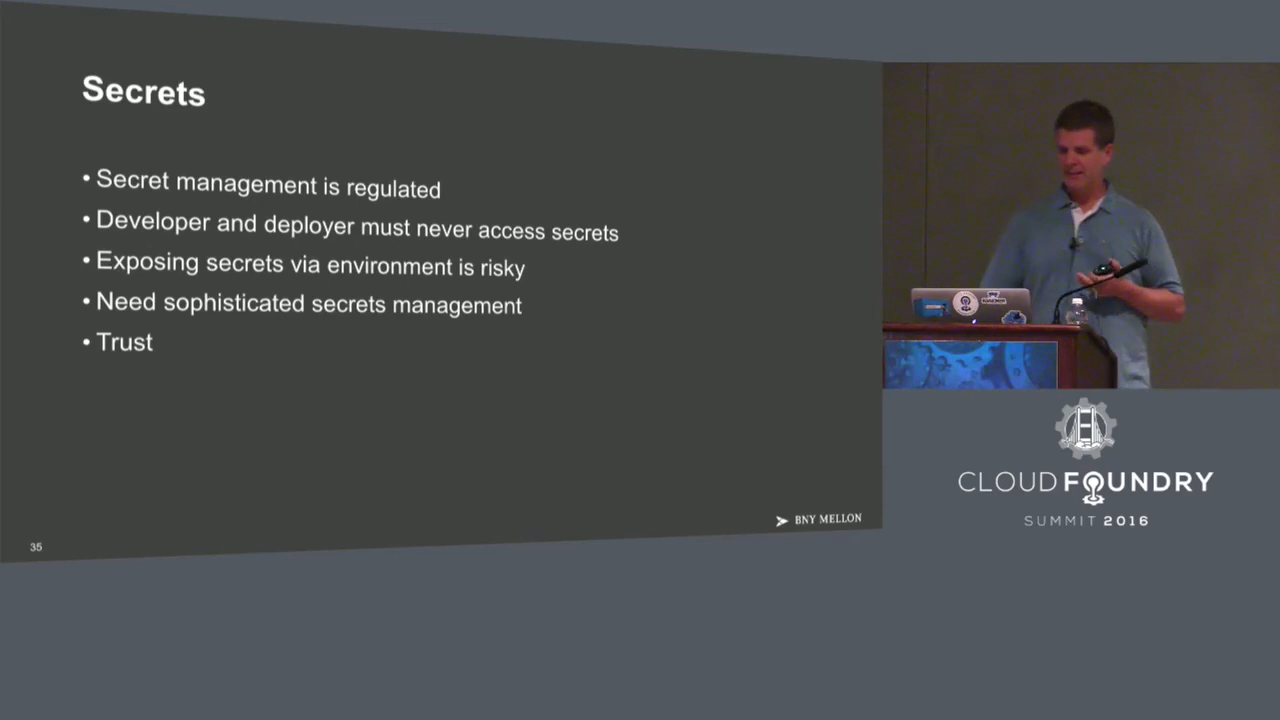 Secrets
• Secret management is regulated
• Developer and deployer must never access secrets
• Exposing secrets via environment is risky
• Need sophisticated secrets management
• Trust
BNY MELLON
35
CLOUD FOUNDRY
SUMMIT 2016